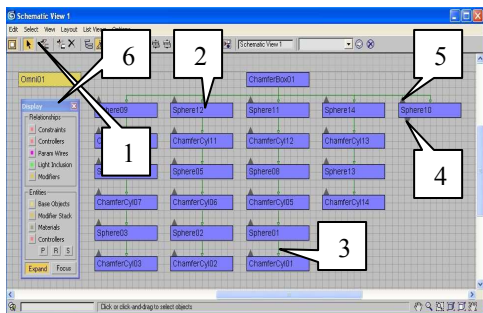 Schematic View 1
Edit Select View Layout List Views Options
Schematic View 1
6
2
5
Omni01
ChamferBox01
Display
Sphere09
Sphere12
Sphere11
Sphere14
Sphere10
Relationships
Constraints
Controllers
Param Wires
Light Inclusion
Modifiers
1
ChamferCyl11
ChamferCyl12
ChamferCyl13
4
Sphere05
Sphere08
Sphere13
Entities
Base Objects
Modifier Stack
Materials
Controllers
P R S
Expand Focus
ChamferCyl07
ChamferCyl06
ChamferCyl05
ChamferCyl14
Sphere03
Sphere02
Sphere01
3
ChamferCyl03
ChamferCyl02
ChamferCyl01
Click or click-and-drag to select objects